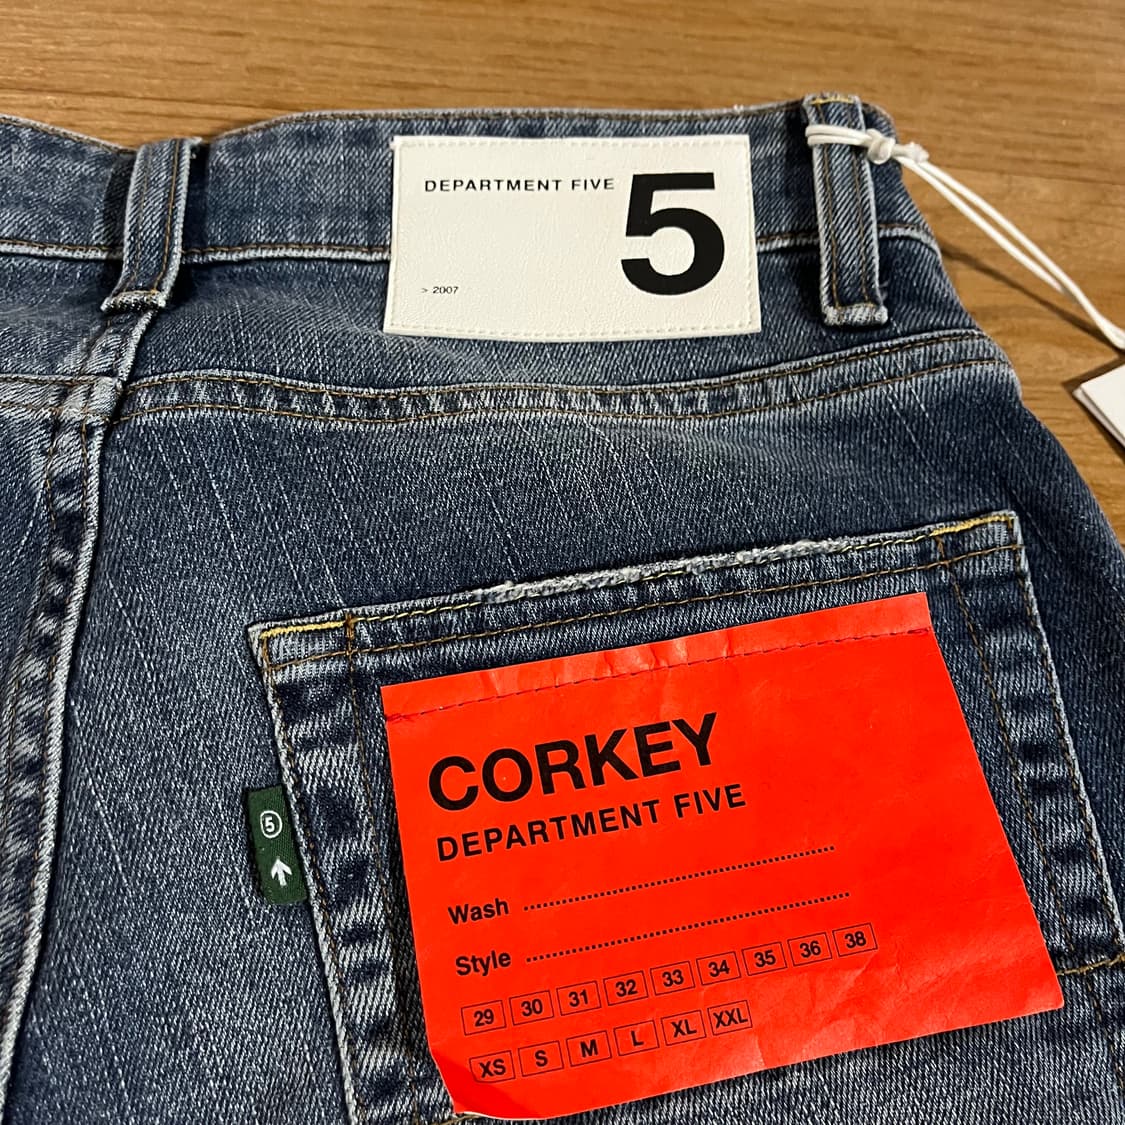 DEPARTMENT FIVE
5
> 2007
CORKEY
DEPARTMENT FIVE
Wash
Style
29 30 31 32 33 34 35 36 38
XS S M L XL XXL
5